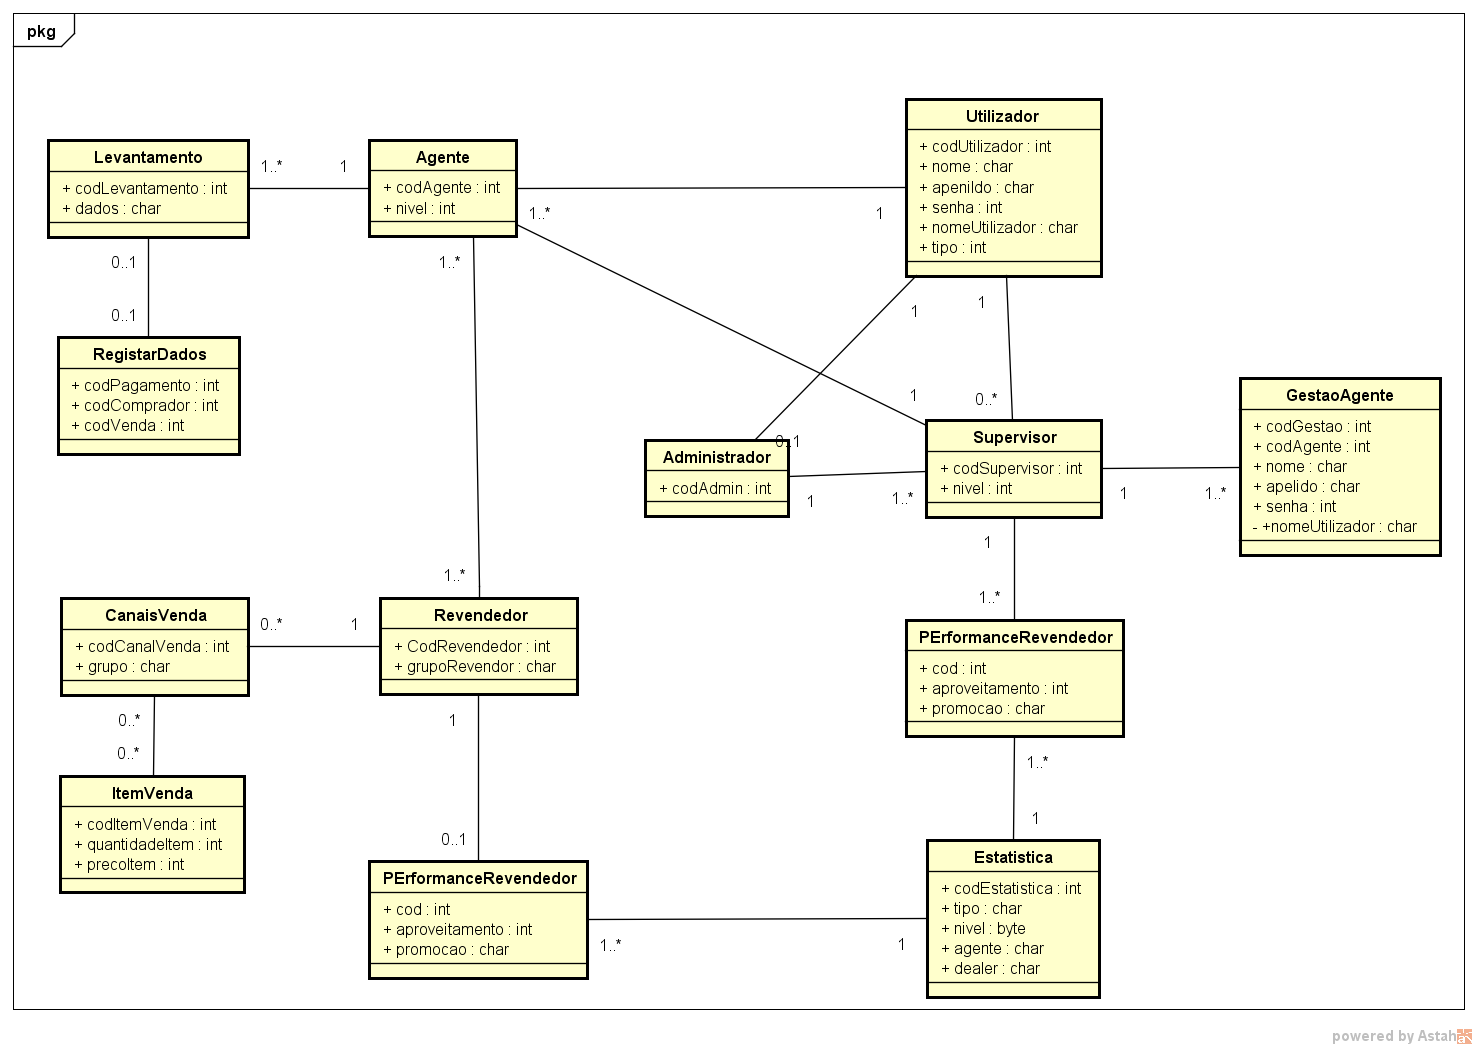 pkg
Utilizador
+ codUtilizador : int
+ nome : char
+ apenildo : char
+ senha : int
+ nomeUtilizador : char
+ tipo : int
Levantamento
+ codLevantamento : int
+ dados : char
1..*
1
Agente
+ codAgente : int
+ nivel : int
1..*
1
0..1
0..1
1..*
1
1
RegistarDados
+ codPagamento : int
+ codComprador : int
+ codVenda : int
1
0..*
0..1
GestaoAgente
+ codGestao : int
+ codAgente : int
+ nome : char
+ apelido : char
+ senha : int
- +nomeUtilizador : char
Administrador
+ codAdmin : int
1
1..*
Supervisor
+ codSupervisor : int
+ nivel : int
1
1..*
1
1..*
1..*
CanaisVenda
+ codCanalVenda : int
+ grupo : char
0..*
1
Revendedor
+ CodRevendedor : int
+ grupoRevendor : char
PErformanceRevendedor
+ cod : int
+ aproveitamento : int
+ promocao : char
0..*
0..*
1
0..1
1..*
1
ItemVenda
+ codItemVenda : int
+ quantidadeItem : int
+ precoItem : int
PErformanceRevendedor
+ cod : int
+ aproveitamento : int
+ promocao : char
1..*
1
Estatistica
+ codEstatistica : int
+ tipo : char
+ nivel : byte
+ agente : char
+ dealer : char
powered by Astah